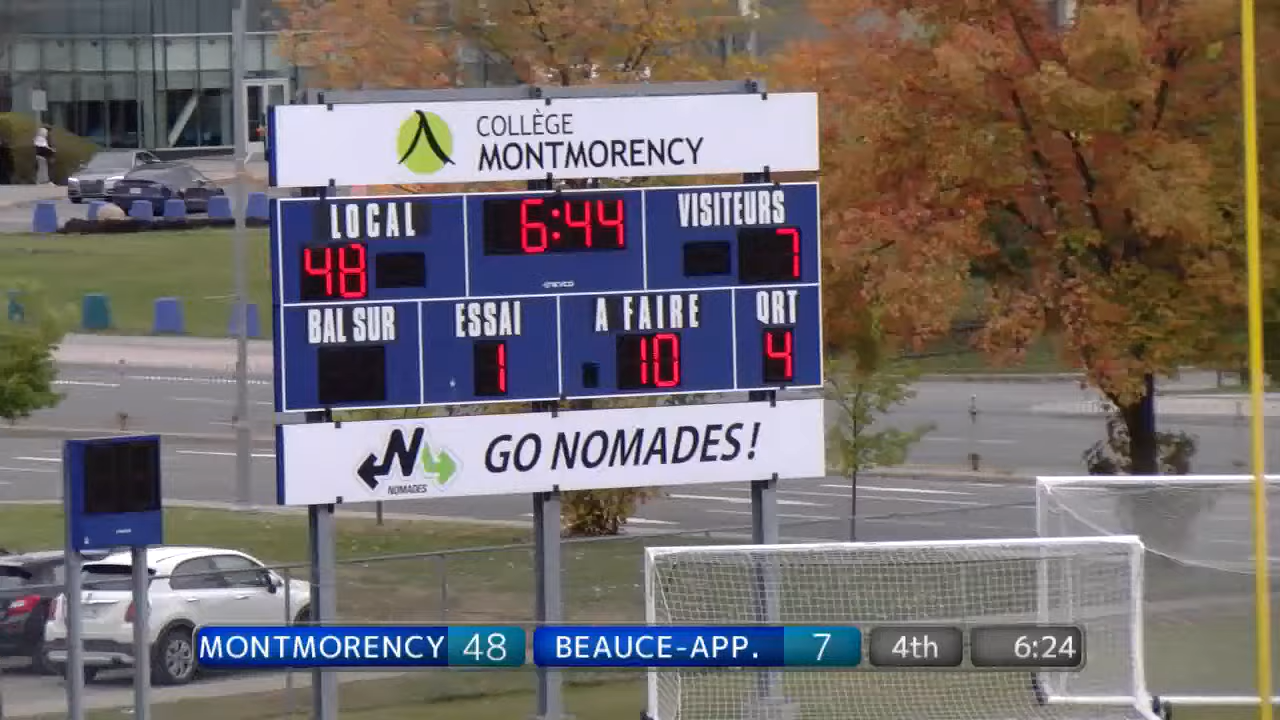 COLLÈGE
MONTMORENCY
LOCAL
6:44
VISITEURS
48
7
BAL SUR
ESSAI
A FAIRE
QRT
1
10
4
GO NOMADES!
NOMADES
MONTMORENCY 48 BEAUCE-APP. 7 4th 6:24